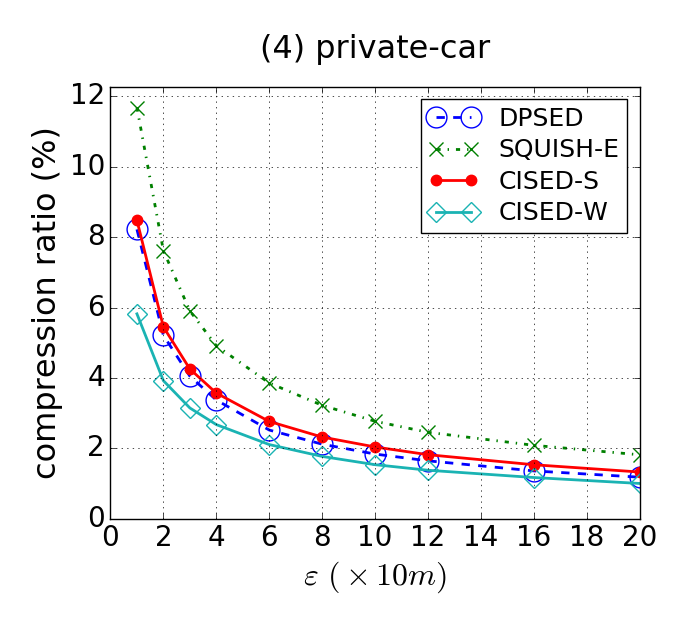 (4) private-car
compression ratio (%)
12
10
8
6
4
2
0
DPSED
SQUISH-E
CISED-S
CISED-W
0 2 4 6 8 10 12 14 16 18 20
ε (×10m)